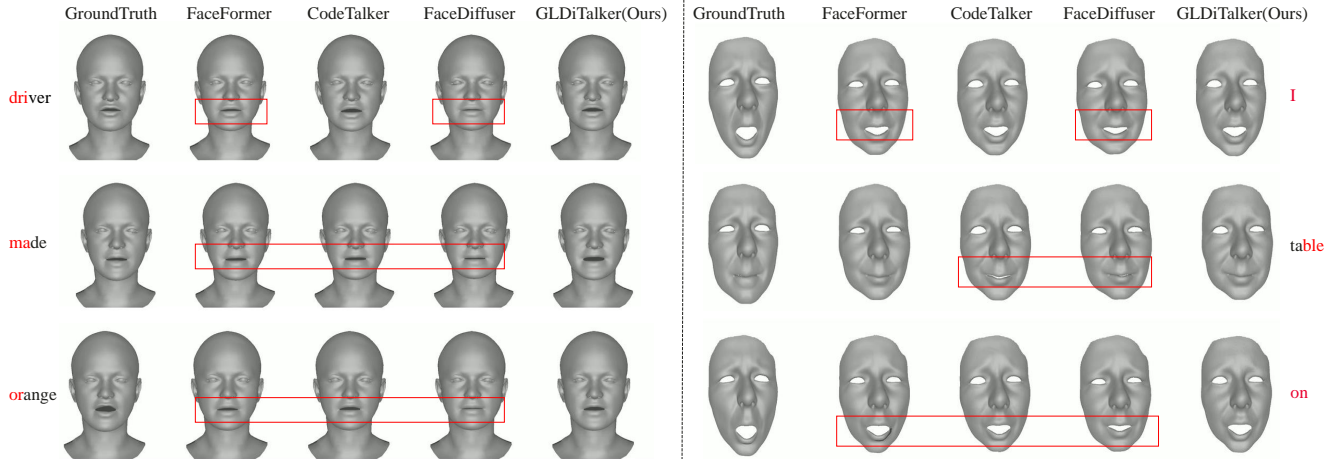 GroundTruth FaceFormer CodeTalker FaceDiffuser GLDiTalker(Ours)
driver
made
orange
GroundTruth FaceFormer CodeTalker FaceDiffuser GLDiTalker(Ours)
I
table
on